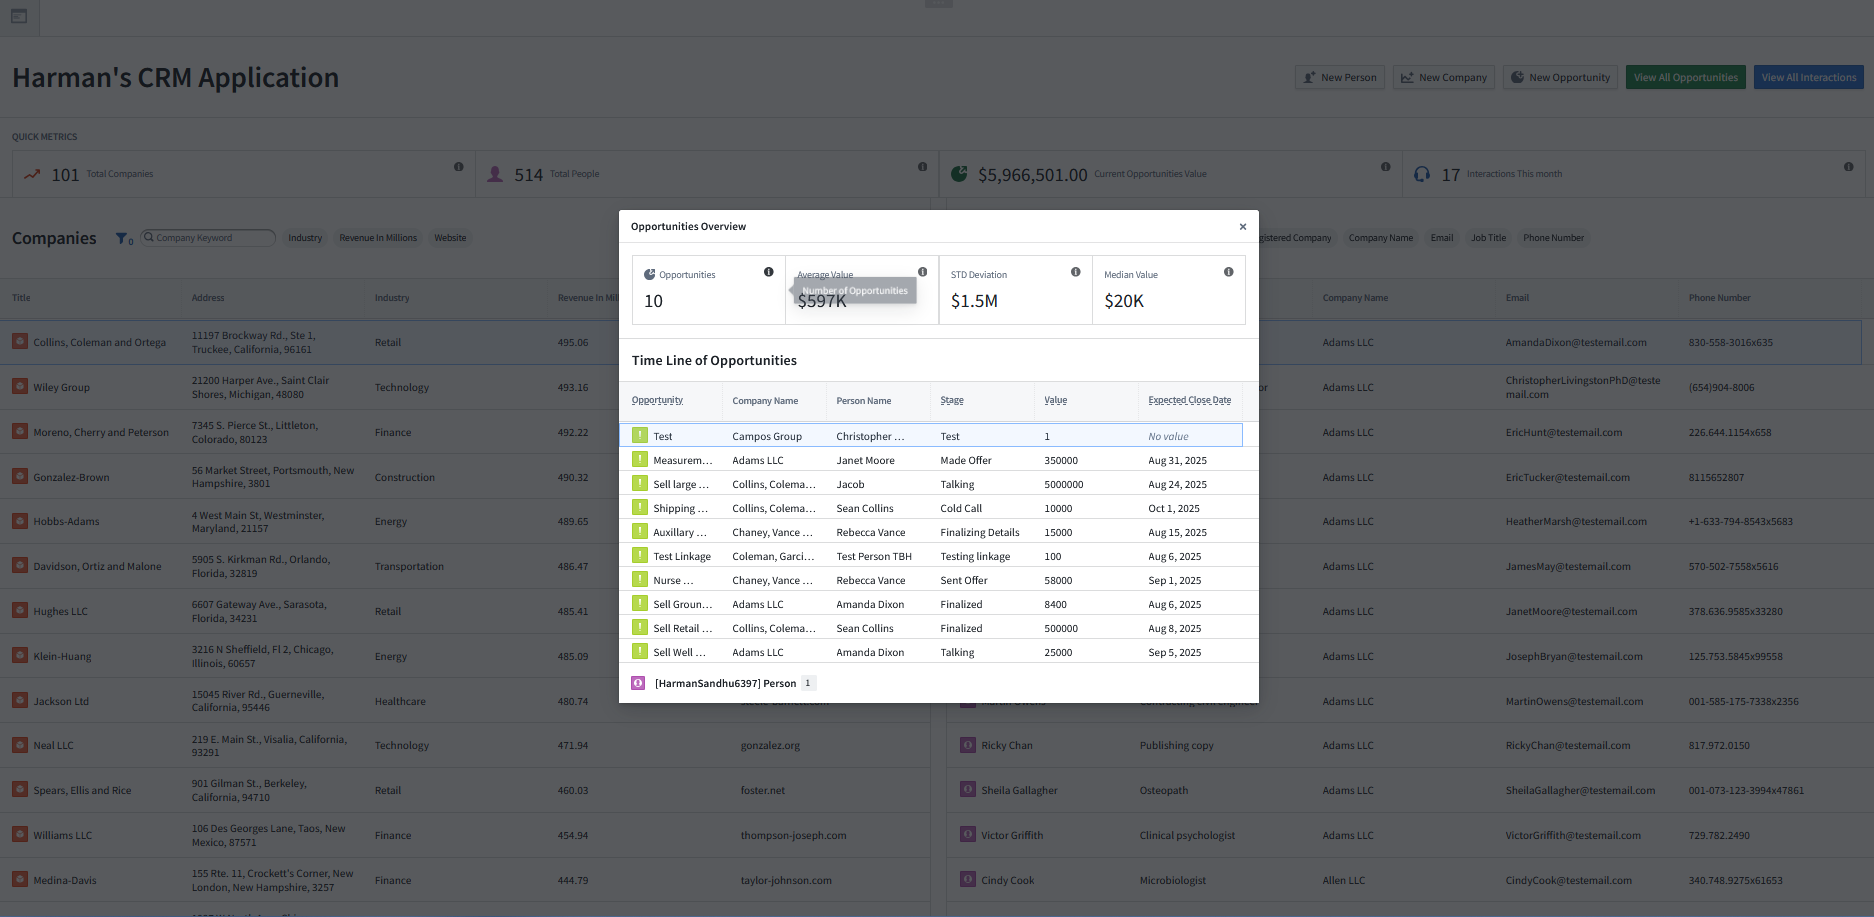 Harman's CRM Application
New Person
New Company
New Opportunity
View All Opportunities
View All Interactions
QUICK METRICS
101 Total Companies
514 Total People
$5,966,501.00 Current Opportunities Value
17 Interactions This month
Companies
0
Company Keyword
Industry
Revenue In Millions
Website
gistered Company
Company Name
Email
Job Title
Phone Number
Title Address Industry Revenue In Mill
Company Name Email Phone Number
Collins, Coleman and Ortega 11197 Brockway Rd., Ste 1, Truckee, California, 96161 Retail 495.06
Wiley Group 21200 Harper Ave., Saint Clair Shores, Michigan, 48080 Technology 493.16
Moreno, Cherry and Peterson 7345 S. Pierce St., Littleton, Colorado, 80123 Finance 492.22
Gonzalez-Brown 56 Market Street, Portsmouth, New Hampshire, 3801 Construction 490.32
Hobbs-Adams 4 West Main St, Westminster, Maryland, 21157 Energy 489.65
Davidson, Ortiz and Malone 5905 S. Kirkman Rd., Orlando, Florida, 32819 Transportation 486.47
Hughes LLC 6607 Gateway Ave., Sarasota, Florida, 34231 Retail 485.41
Klein-Huang 3216 N Sheffield, Fl 2, Chicago, Illinois, 60657 Energy 485.09
Jackson Ltd 15045 River Rd., Guerneville, California, 95446 Healthcare 480.74
Neal LLC 219 E. Main St., Visalia, California, 93291 Technology 471.94 gonzalez.org
Spears, Ellis and Rice 901 Gilman St., Berkeley, California, 94710 Retail 460.03 foster.net
Williams LLC 106 Des Georges Lane, Taos, New Mexico, 87571 Finance 454.94 thompson-joseph.com
Medina-Davis 155 Rte. 11, Crockett's Corner, New London, New Hampshire, 3257 Finance 444.79 taylor-johnson.com
Opportunities Overview
Opportunities
10
Average Value
$597K
Number of Opportunities
STD Deviation
$1.5M
Median Value
$20K
Time Line of Opportunities
Opportunity Company Name Person Name Stage Value Expected Close Date
Test Campos Group Christopher ... Test 1 No value
Measurem... Adams LLC Janet Moore Made Offer 350000 Aug 31, 2025
Sell large ... Collins, Colema... Jacob Talking 5000000 Aug 24, 2025
Shipping ... Collins, Colema... Sean Collins Cold Call 10000 Oct 1, 2025
Auxillary ... Chaney, Vance ... Rebecca Vance Finalizing Details 15000 Aug 15, 2025
Test Linkage Coleman, Garci... Test Person TBH Testing linkage 100 Aug 6, 2025
Nurse ... Chaney, Vance ... Rebecca Vance Sent Offer 58000 Sep 1, 2025
Sell Groun... Adams LLC Amanda Dixon Finalized 8400 Aug 6, 2025
Sell Retail ... Collins, Colema... Sean Collins Finalized 500000 Aug 8, 2025
Sell Well ... Adams LLC Amanda Dixon Talking 25000 Sep 5, 2025
[HarmanSandhu6397] Person 1
Adams LLC AmandaDixon@testemail.com 830-558-3016x635
or Adams LLC ChristopherLivingstonPhD@testemail.com (654)904-8006
Adams LLC EricHunt@testemail.com 226.644.1154x658
Adams LLC EricTucker@testemail.com 8115652807
Adams LLC HeatherMarsh@testemail.com +1-633-794-8543x5683
Adams LLC JamesMay@testemail.com 570-502-7558x5616
Adams LLC JanetMoore@testemail.com 378.636.9585x33280
Adams LLC JosephBryan@testemail.com 125.753.5845x99558
Adams LLC MartinOwens@testemail.com 001-585-175-7338x2356
Ricky Chan Publishing copy Adams LLC RickyChan@testemail.com 817.972.0150
Sheila Gallagher Osteopath Adams LLC SheilaGallagher@testemail.com 001-073-123-3994x47861
Victor Griffith Clinical psychologist Adams LLC VictorGriffith@testemail.com 729.782.2490
Cindy Cook Microbiologist Allen LLC CindyCook@testemail.com 340.748.9275x61653